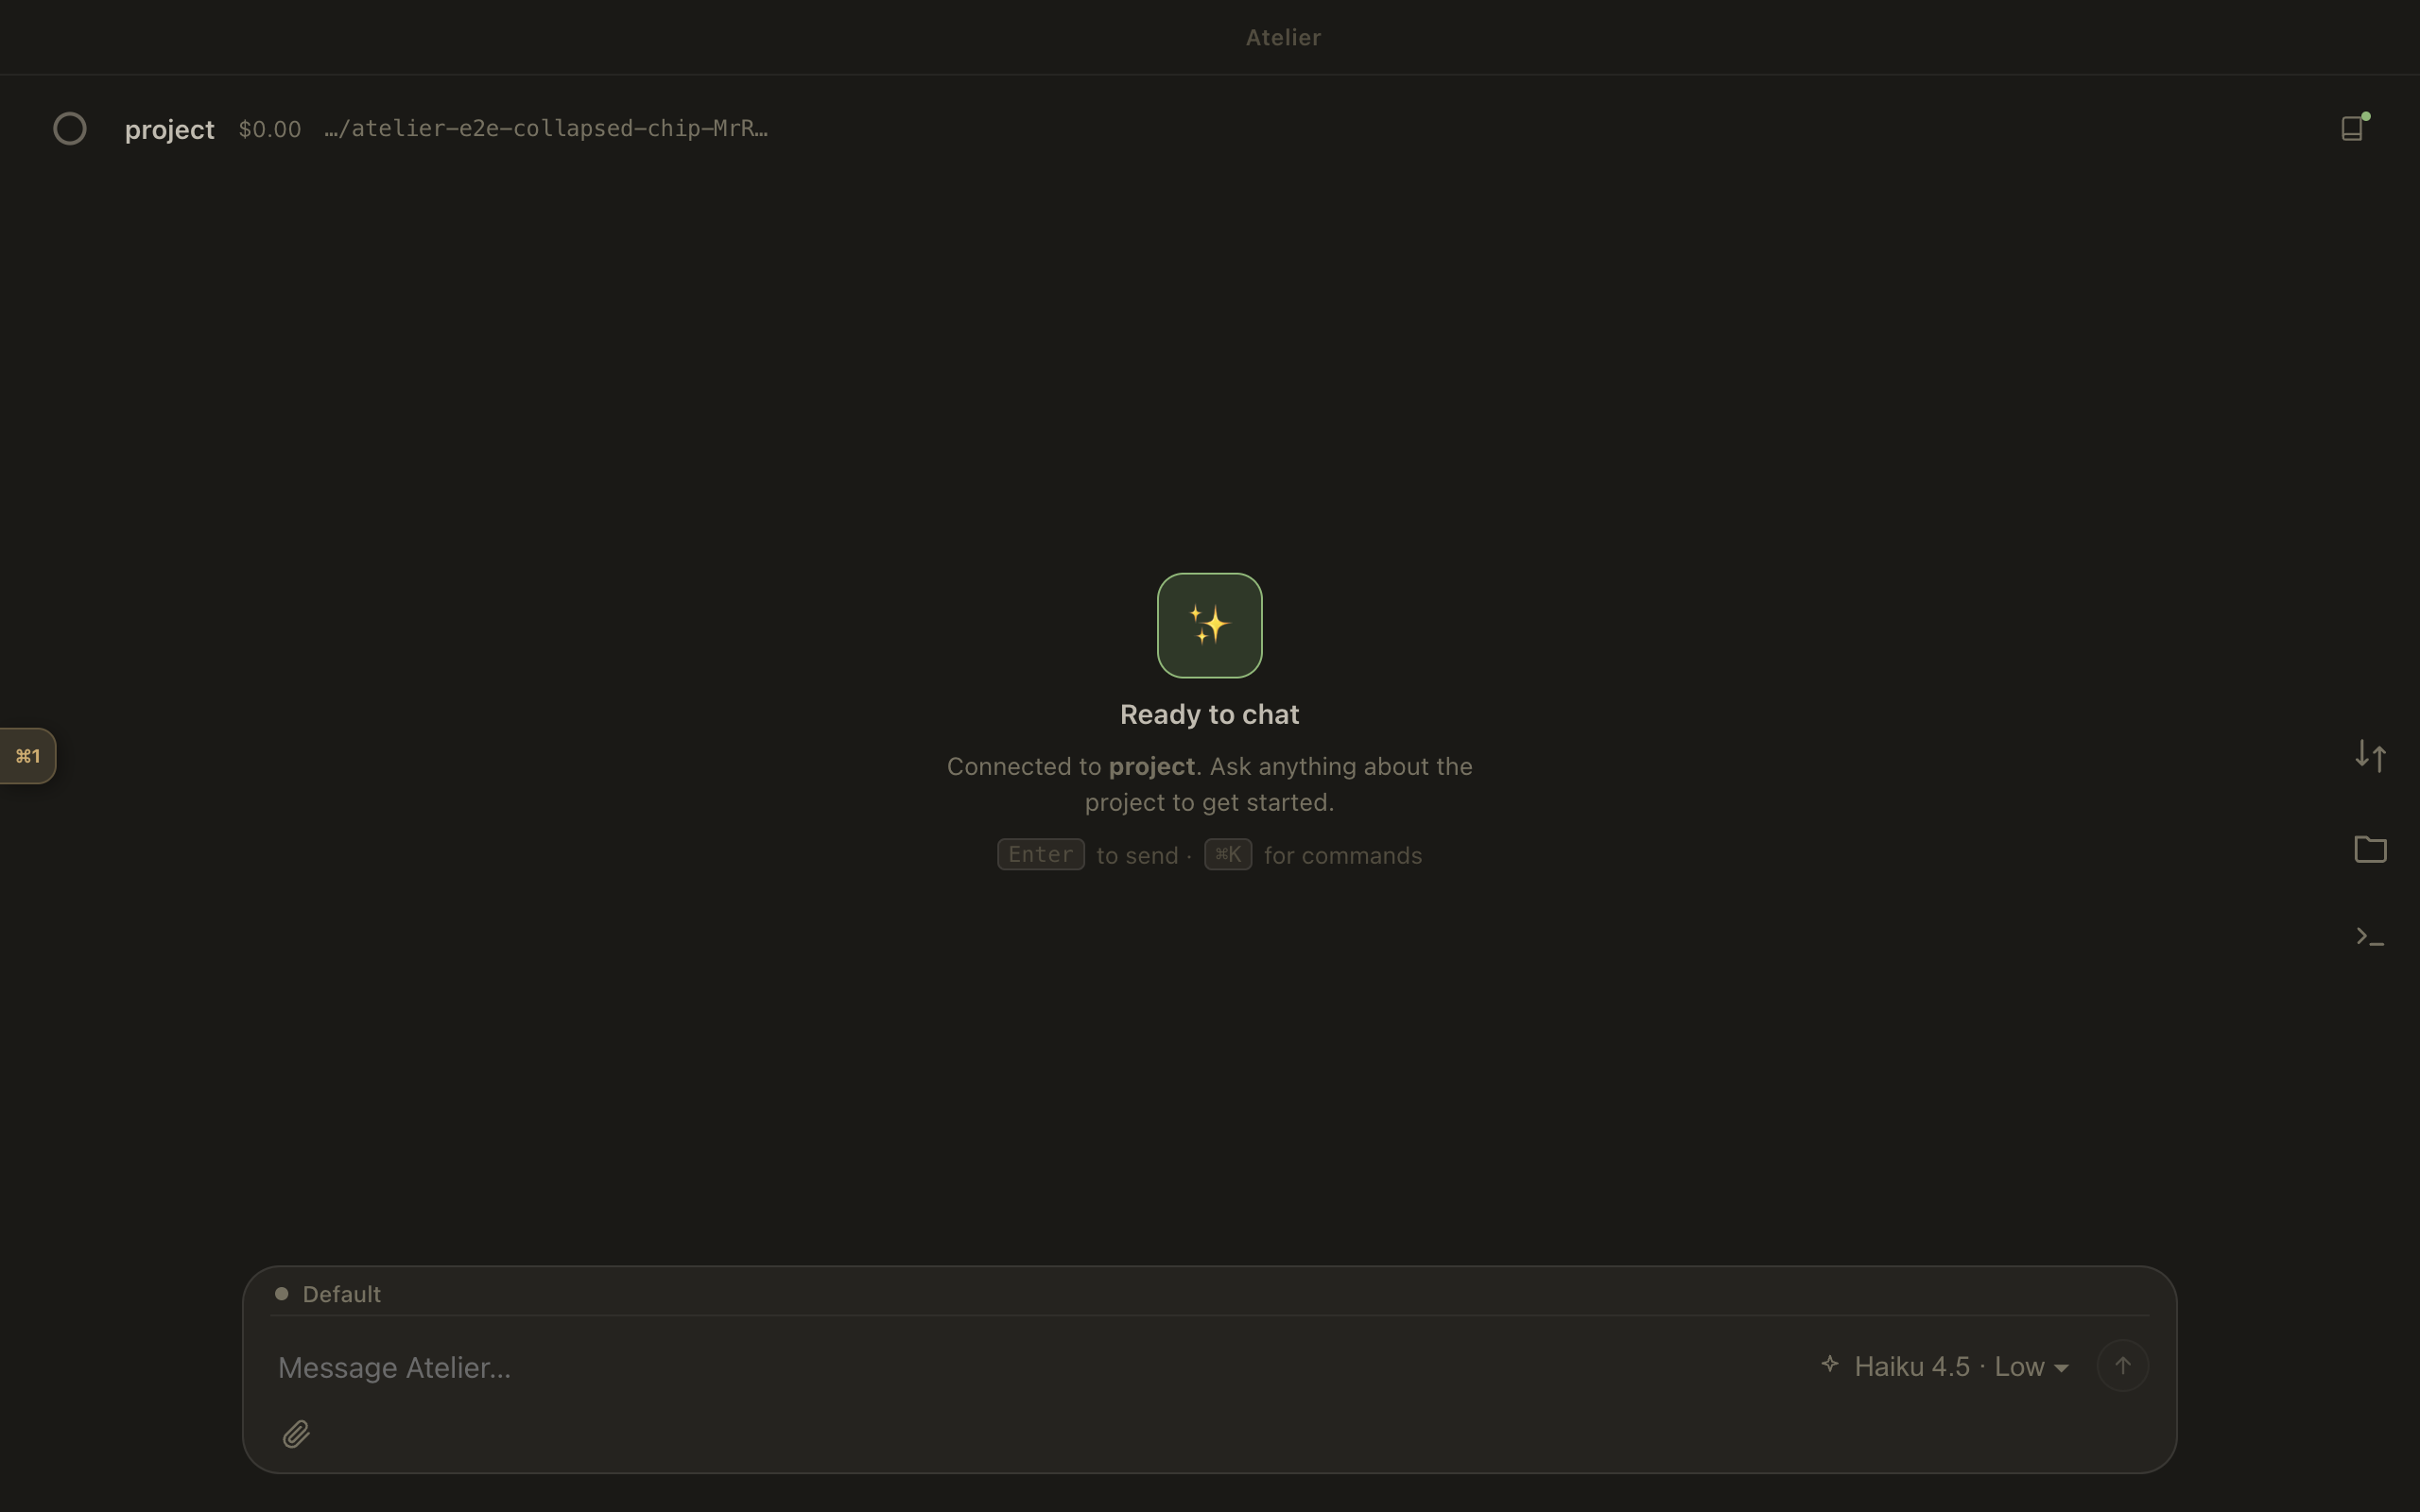 Atelier
project $0.00 …/atelier-e2e-collapsed-chip-MrR…
Ready to chat
⌘1
Connected to project. Ask anything about the
project to get started.
Enter to send · ⌘K for commands
Default
Message Atelier...
Haiku 4.5 · Low